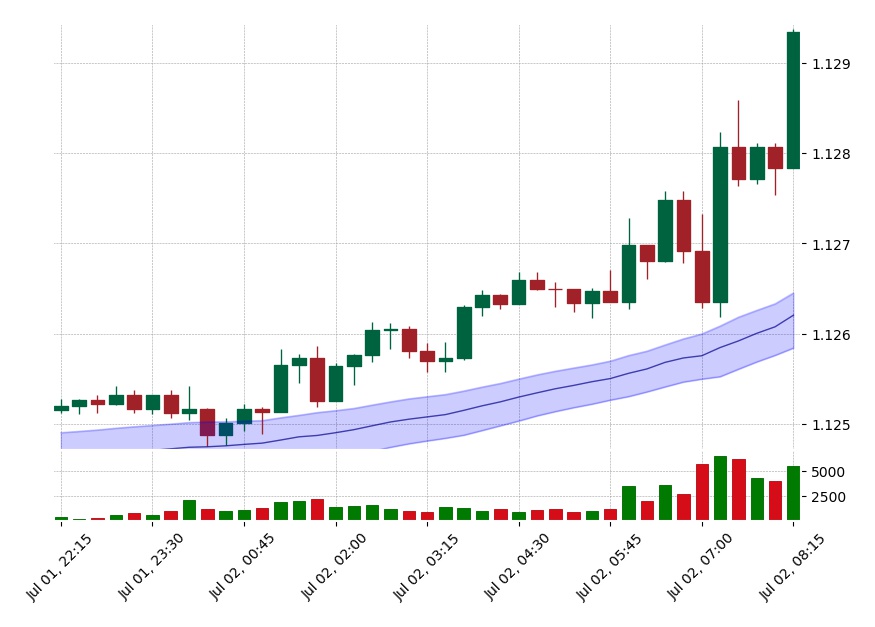 1.129
1.128
1.127
1.126
1.125
5000
2500
Jul 01, 22:15
Jul 01, 23:30
Jul 02, 00:45
Jul 02, 02:00
Jul 02, 03:15
Jul 02, 04:30
Jul 02, 05:45
Jul 02, 07:00
Jul 02, 08:15